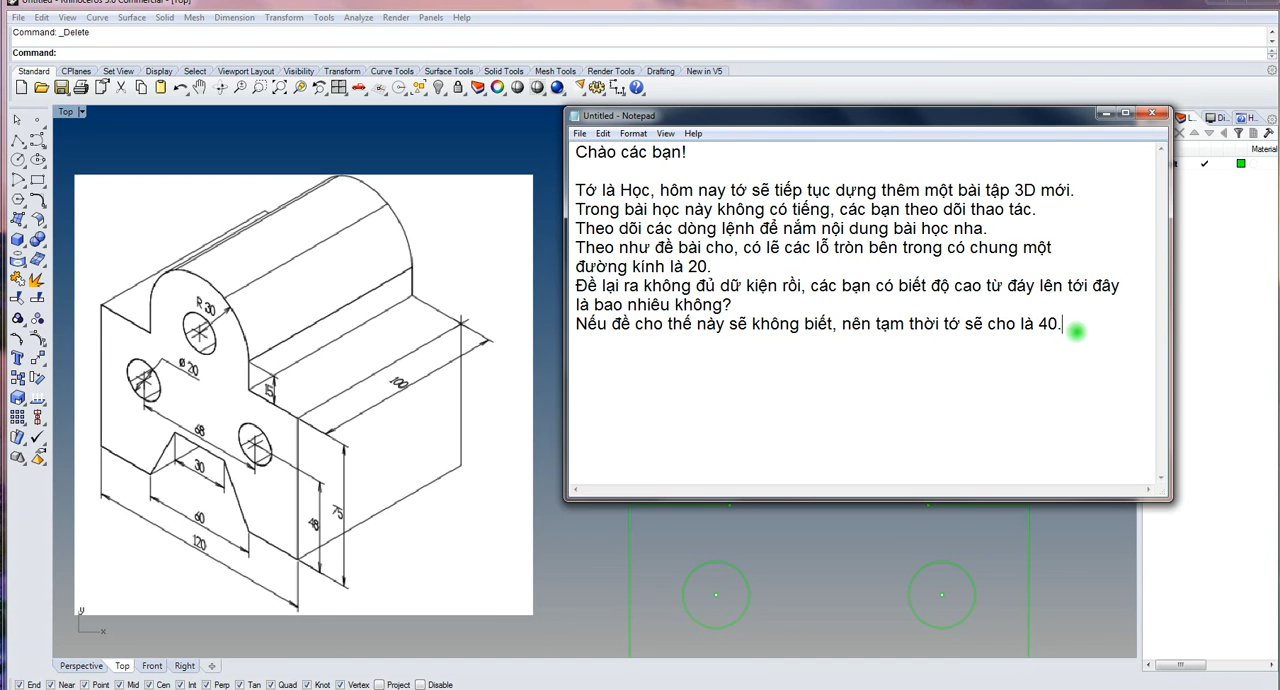 Untitled - Rhinoceros 5.0 Commercial - [Top]
File Edit View Curve Surface Solid Mesh Dimension Transform Tools Analyze Render Panels Help
Command: _Delete
Command:
Standard CPlanes Set View Display Select Viewport Layout Visibility Transform Curve Tools Surface Tools Solid Tools Mesh Tools Render Tools Drafting New in V5
Top
Untitled - Notepad
File Edit Format View Help
Chào các bạn!
Tớ là Học, hôm nay tớ sẽ tiếp tục dựng thêm một bài tập 3D mới.
Trong bài học này không có tiếng, các bạn theo dõi thao tác.
Theo dõi các dòng lệnh để nắm nội dung bài học nha.
Theo như đề bài cho, có lẽ các lỗ tròn bên trong có chung một
đường kính là 20.
Đề lại ra không đủ dữ kiện rồi, các bạn có biết độ cao từ đáy lên tới đây
là bao nhiêu không?
Nếu đề cho thế này sẽ không biết, nên tạm thời tớ sẽ cho là 40.
L... Di... H...
Material
R30
Ø20
15
100
68
30
60
120
48
75
y
x
Perspective Top Front Right
End Near Point Mid Cen Int Perp Tan Quad Knot Vertex Project Disable